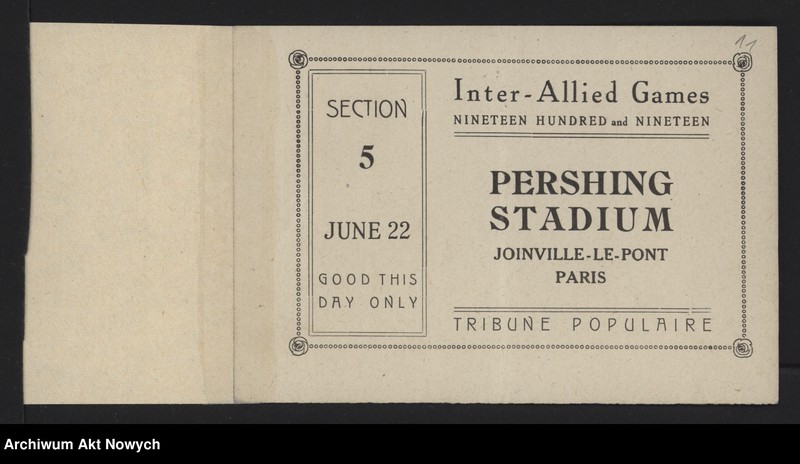 11
SECTION
5
JUNE 22
GOOD THIS
DAY ONLY
Inter-Allied Games
NINETEEN HUNDRED and NINETEEN
PERSHING
STADIUM
JOINVILLE-LE-PONT
PARIS
TRIBUNE POPULAIRE
Archiwum Akt Nowych